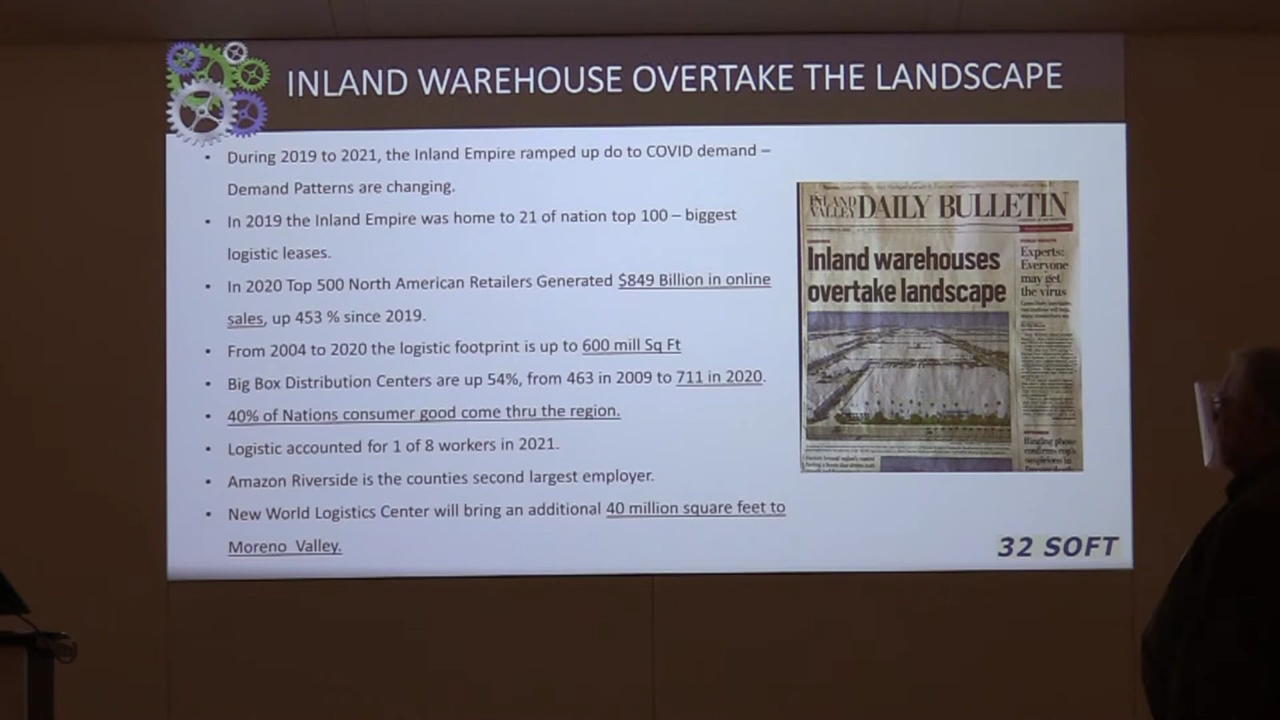 INLAND WAREHOUSE OVERTAKE THE LANDSCAPE
• During 2019 to 2021, the Inland Empire ramped up do to COVID demand –
Demand Patterns are changing.
• In 2019 the Inland Empire was home to 21 of nation top 100 – biggest
logistic leases.
• In 2020 Top 500 North American Retailers Generated $849 Billion in online
sales, up 453 % since 2019.
• From 2004 to 2020 the logistic footprint is up to 600 mill Sq Ft
• Big Box Distribution Centers are up 54%, from 463 in 2009 to 711 in 2020.
• 40% of Nations consumer good come thru the region.
• Logistic accounted for 1 of 8 workers in 2021.
• Amazon Riverside is the counties second largest employer.
• New World Logistics Center will bring an additional 40 million square feet to
Moreno Valley.
INLAND
VALLEY DAILY BULLETIN
Inland warehouses
overtake landscape
Experts:
Everyone
may get
the virus
Ringing phone
confirms cop's
suspicions in
32 SOFT